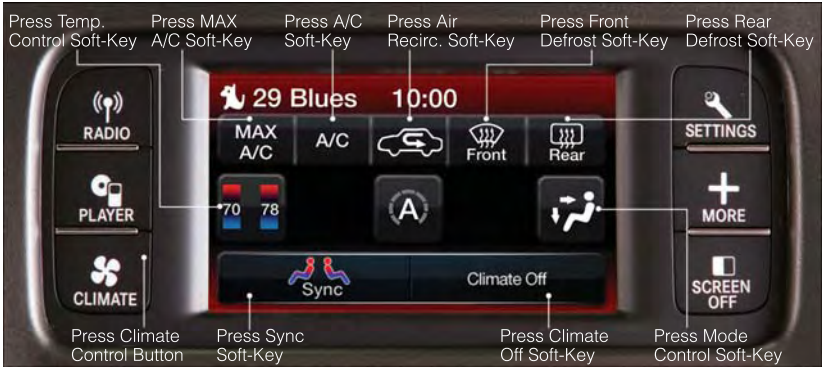 Press Temp.
Control Soft-Key
Press MAX
A/C Soft-Key
Press A/C
Soft-Key
Press Air
Recirc. Soft-Key
Press Front
Defrost Soft-Key
Press Rear
Defrost Soft-Key
RADIO
PLAYER
CLIMATE
29 Blues 10:00
MAX
A/C
A/C
Front
Rear
70 78
A
Sync
Climate Off
SETTINGS
MORE
SCREEN
OFF
Press Climate
Control Button
Press Sync
Soft-Key
Press Climate
Off Soft-Key
Press Mode
Control Soft-Key